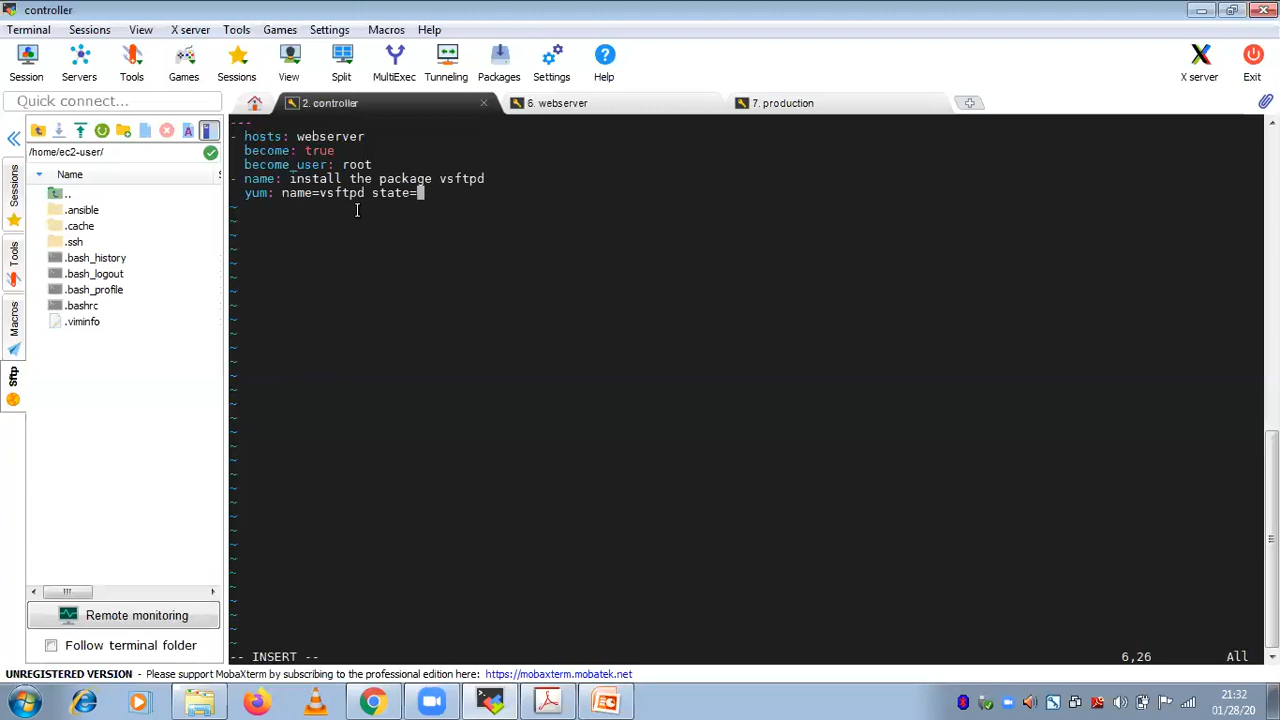 controller
Terminal Sessions View X server Tools Games Settings Macros Help
Session Servers Tools Games Sessions View Split MultiExec Tunneling Packages Settings Help X server Exit
Quick connect...
2. controller
6. webserver
7. production
/home/ec2-user/
Name
..
.ansible
.cache
.ssh
.bash_history
.bash_logout
.bash_profile
.bashrc
.viminfo
Sessions
Tools
Macros
Sftp
Remote monitoring
Follow terminal folder
---
- hosts: webserver
become: true
become_user: root
- name: install the package vsftpd
yum: name=vsftpd state=
-- INSERT --
6,26
All
UNREGISTERED VERSION - Please support MobaXterm by subscribing to the professional edition here: https://mobaxterm.mobatek.net
21:32
01/28/20